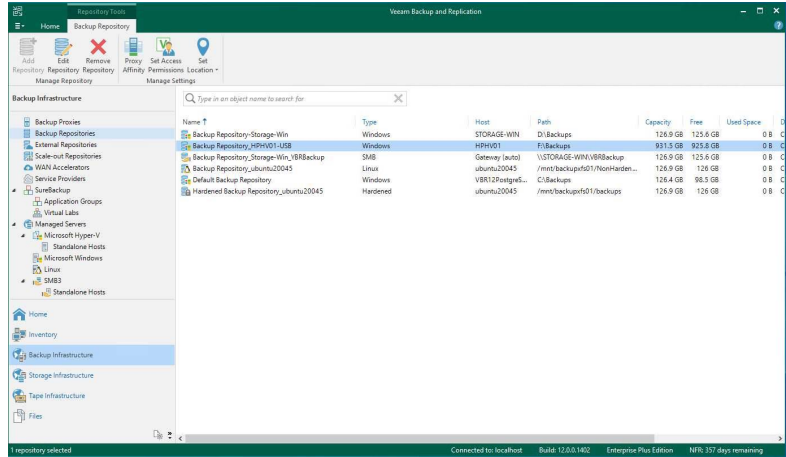 Repository Tools
Veeam Backup and Replication
Home Backup Repository
Add Repository
Edit Repository
Remove Repository
Manage Repository
Proxy Affinity
Set Access Permissions
Set Location
Manage Settings
Backup Infrastructure
Type in an object name to search for
Backup Proxies
Backup Repositories
External Repositories
Scale-out Repositories
WAN Accelerators
Service Providers
SureBackup
Application Groups
Virtual Labs
Managed Servers
Microsoft Hyper-V
Standalone Hosts
Microsoft Windows
Linux
SMB3
Standalone Hosts
Home
Inventory
Backup Infrastructure
Storage Infrastructure
Tape Infrastructure
Files
Name Type Host Path Capacity Free Used Space D
Backup Repository-Storage-Win Windows STORAGE-WIN D:\Backups 126.9 GB 125.6 GB 0 B C
Backup Repository_HPHV01-USB Windows HPHV01 F:\Backups 931.5 GB 925.8 GB 0 B C
Backup Repository_Storage-Win_YBRBackup SMB Gateway (auto) \\STORAGE-WIN\VBRBackup 126.9 GB 125.6 GB 0 B C
Backup Repository_ubuntu20045 Linux ubuntu20045 /mnt/backupxfs01/NonHarden... 126.9 GB 126 GB 0 B C
Default Backup Repository Windows VBR12PostgreS... C:\Backups 126.4 GB 98.5 GB 0 B C
Hardened Backup Repository_ubuntu20045 Hardened ubuntu20045 /mnt/backupxfs01/backups 126.9 GB 126 GB 0 B C
1 repository selected
Connected to: localhost Build: 12.0.0.1402 Enterprise Plus Edition NFR: 357 days remaining